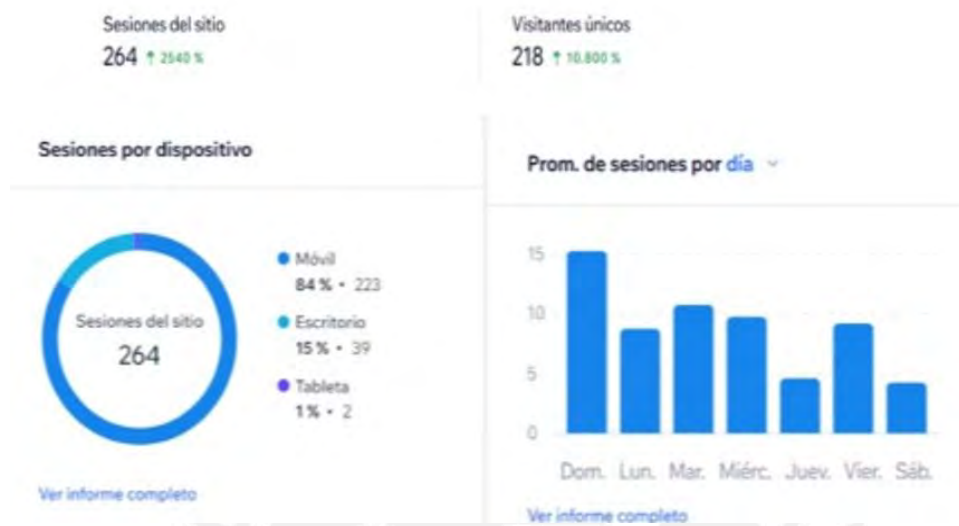 Sesiones del sitio
264 ↑ 2540 %
Visitantes únicos
218 ↑ 10.800 %
Sesiones por dispositivo
Sesiones del sitio
264
Móvil
84 % • 223
Escritorio
15 % • 39
Tableta
1 % • 2
Ver informe completo
Prom. de sesiones por día
15
10
5
0
Dom. Lun. Mar. Miérc. Juev. Vier. Sáb.
Ver informe completo